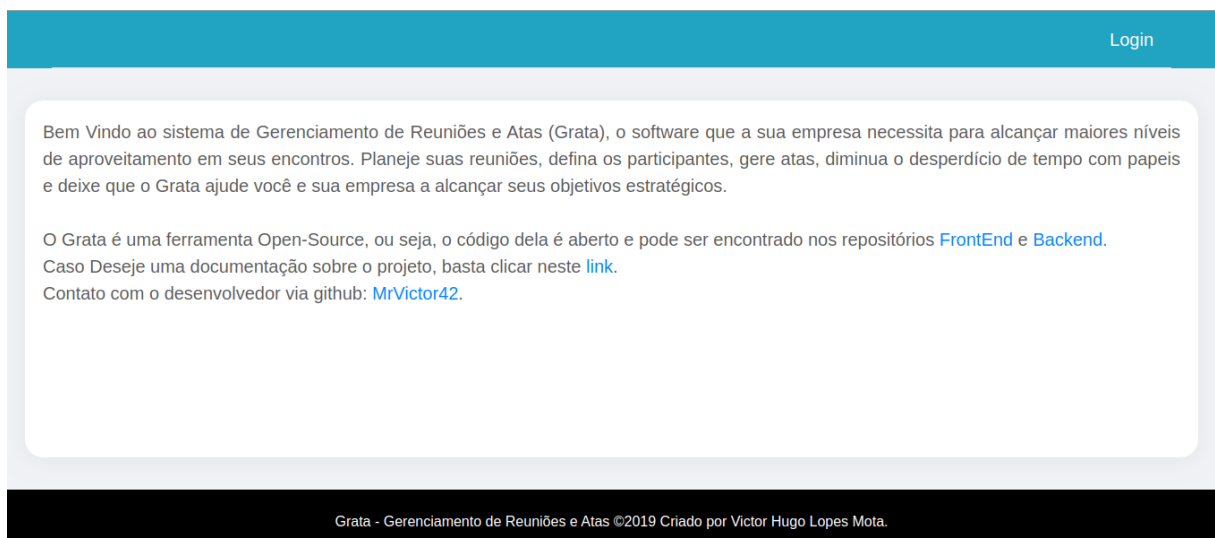 Login
Bem Vindo ao sistema de Gerenciamento de Reuniões e Atas (Grata), o software que a sua empresa necessita para alcançar maiores níveis
de aproveitamento em seus encontros. Planeje suas reuniões, defina os participantes, gere atas, diminua o desperdício de tempo com papeis
e deixe que o Grata ajude você e sua empresa a alcançar seus objetivos estratégicos.
O Grata é uma ferramenta Open-Source, ou seja, o código dela é aberto e pode ser encontrado nos repositórios FrontEnd e Backend.
Caso Deseje uma documentação sobre o projeto, basta clicar neste link.
Contato com o desenvolvedor via github: MrVictor42.
Grata - Gerenciamento de Reuniões e Atas ©2019 Criado por Victor Hugo Lopes Mota.